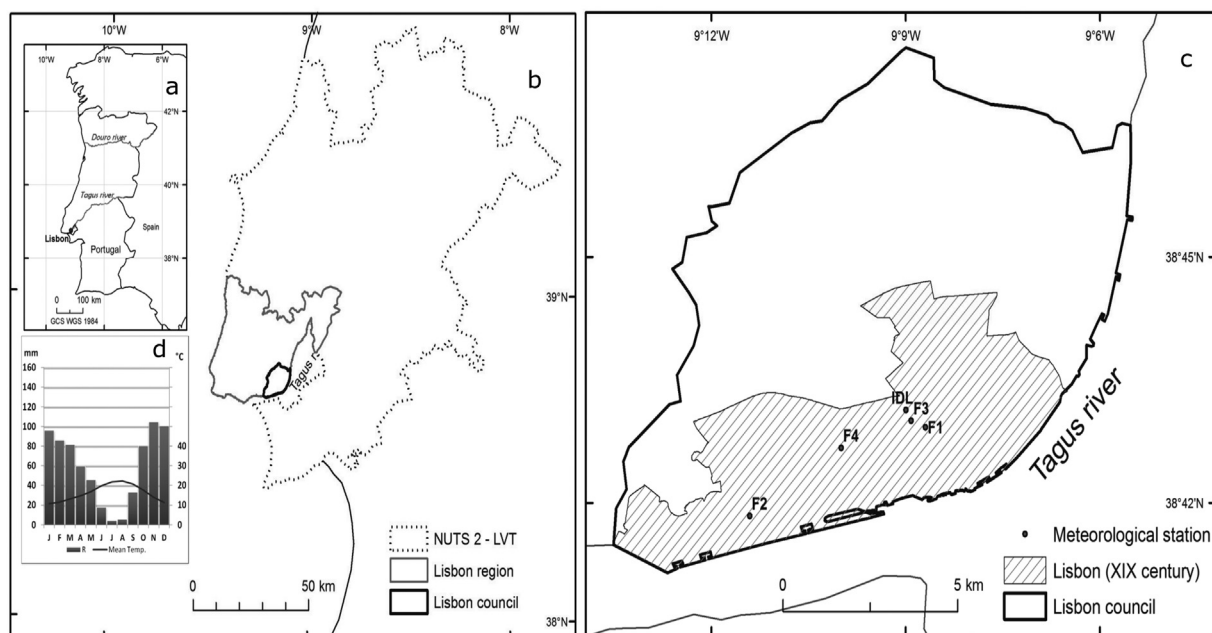 10°W 9°W 8°W
b
10°W 8°W 6°W
a
42°N
Douro river
40°N
Tagus river
Spain
Lisbon
38°N
Portugal
0 100 km
GCS WGS 1984
39°N
Tagus
38°N
mm d °C
160
140
120
100
80 40
60 30
40 20
20 10
0 0
J F M A M J J A S O N D
R Mean Temp.
NUTS 2 - LVT
Lisbon region
Lisbon council
0 50 km
9°12'W 9°9'W 9°6'W
c
38°45'N
IDL
F3
F1
F4
F2
Tagus river
38°42'N
Meteorological station
Lisbon (XIX century)
Lisbon council
0 5 km